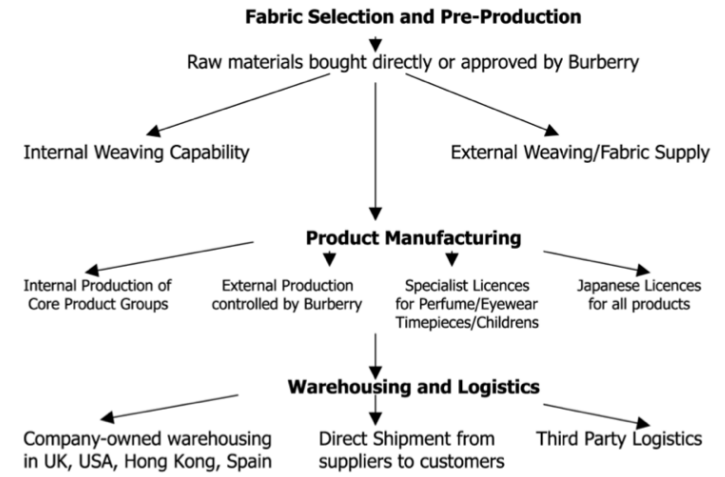 Fabric Selection and Pre-Production
Raw materials bought directly or approved by Burberry
Internal Weaving Capability
External Weaving/Fabric Supply
Product Manufacturing
Internal Production of
Core Product Groups
External Production
controlled by Burberry
Specialist Licences
for Perfume/Eyewear
Timepieces/Childrens
Japanese Licences
for all products
Warehousing and Logistics
Company-owned warehousing
in UK, USA, Hong Kong, Spain
Direct Shipment from
suppliers to customers
Third Party Logistics